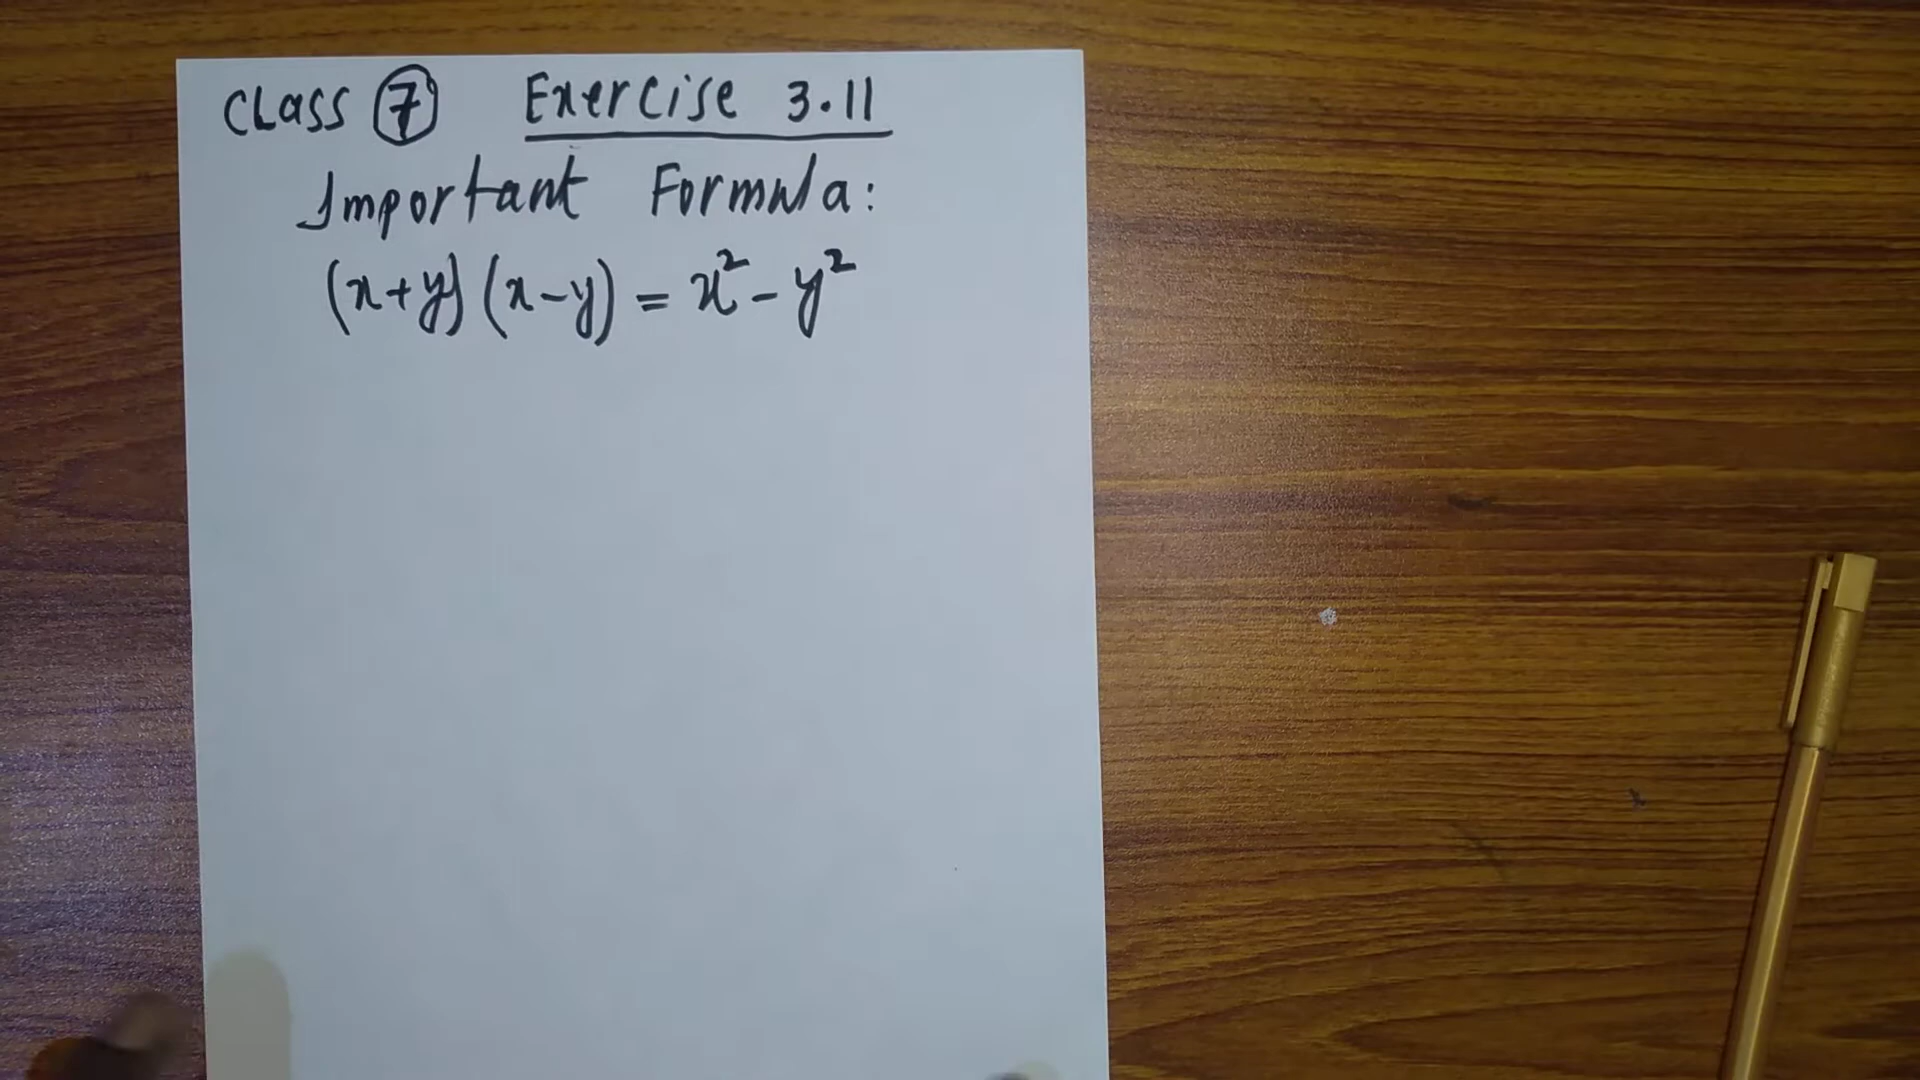 Class 7 Exercise 3.11
Important Formula:
(x+y)(x-y) = x² - y²